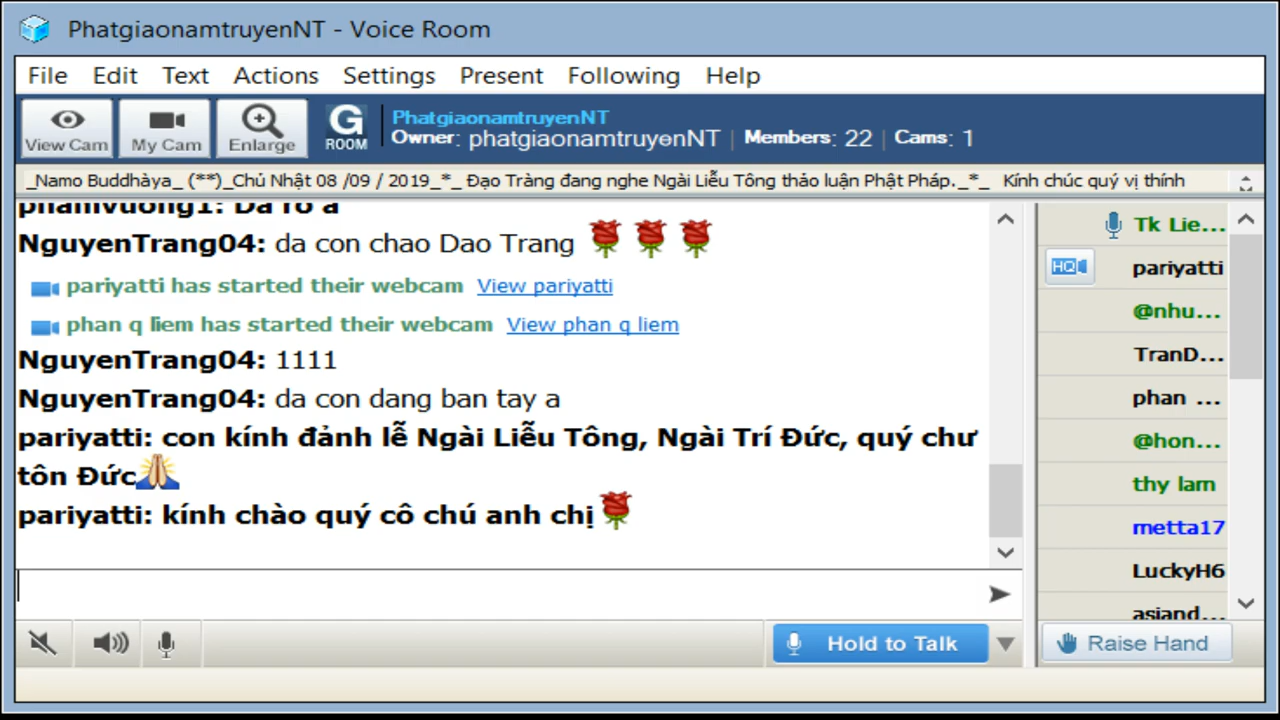 PhatgiaonamtruyenNT - Voice Room
File Edit Text Actions Settings Present Following Help
View Cam My Cam Enlarge
G ROOM
PhatgiaonamtruyenNT
Owner: phatgiaonamtruyenNT | Members: 22 | Cams: 1
_Namo Buddhàya_ (**)_Chủ Nhật 08 /09 / 2019_*_ Đạo Tràng đang nghe Ngài Liễu Tông thảo luận Phật Pháp._*_ Kính chúc quý vị thính
phamvuong1: Da ro a
NguyenTrang04: da con chao Dao Trang
pariyatti has started their webcam View pariyatti
phan q liem has started their webcam View phan q liem
NguyenTrang04: 1111
NguyenTrang04: da con dang ban tay a
pariyatti: con kính đảnh lễ Ngài Liễu Tông, Ngài Trí Đức, quý chư
tôn Đức
pariyatti: kính chào quý cô chú anh chị
Tk Lie...
HQ pariyatti
@nhu...
TranD...
phan ...
@hon...
thy lam
metta17
LuckyH6
asiand...
Hold to Talk
Raise Hand